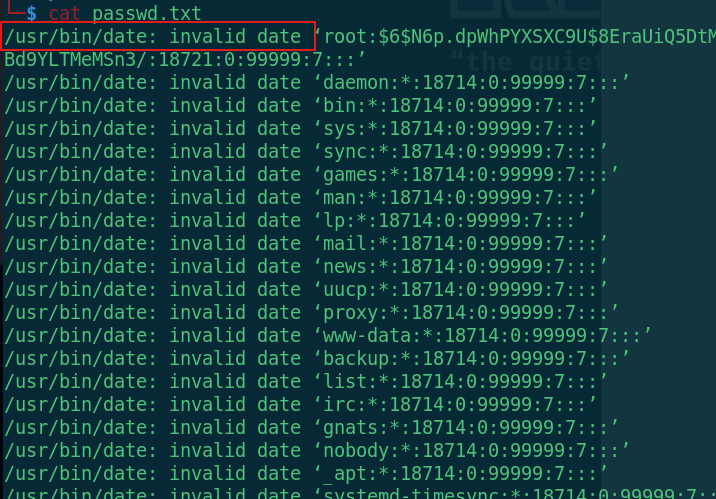 └─$ cat passwd.txt
/usr/bin/date: invalid date ‘root:$6$N6p.dpWhPYXSXC9U$8EraUiQ5DtM
Bd9YLTMeMSn3/:18721:0:99999:7:::’
“the quiet
/usr/bin/date: invalid date ‘daemon:*:18714:0:99999:7:::’
/usr/bin/date: invalid date ‘bin:*:18714:0:99999:7:::’
/usr/bin/date: invalid date ‘sys:*:18714:0:99999:7:::’
/usr/bin/date: invalid date ‘sync:*:18714:0:99999:7:::’
/usr/bin/date: invalid date ‘games:*:18714:0:99999:7:::’
/usr/bin/date: invalid date ‘man:*:18714:0:99999:7:::’
/usr/bin/date: invalid date ‘lp:*:18714:0:99999:7:::’
/usr/bin/date: invalid date ‘mail:*:18714:0:99999:7:::’
/usr/bin/date: invalid date ‘news:*:18714:0:99999:7:::’
/usr/bin/date: invalid date ‘uucp:*:18714:0:99999:7:::’
/usr/bin/date: invalid date ‘proxy:*:18714:0:99999:7:::’
/usr/bin/date: invalid date ‘www-data:*:18714:0:99999:7:::’
/usr/bin/date: invalid date ‘backup:*:18714:0:99999:7:::’
/usr/bin/date: invalid date ‘list:*:18714:0:99999:7:::’
/usr/bin/date: invalid date ‘irc:*:18714:0:99999:7:::’
/usr/bin/date: invalid date ‘gnats:*:18714:0:99999:7:::’
/usr/bin/date: invalid date ‘nobody:*:18714:0:99999:7:::’
/usr/bin/date: invalid date ‘_apt:*:18714:0:99999:7:::’
/usr/bin/date: invalid date ‘systemd-timesync:*:18714:0:99999:7:::